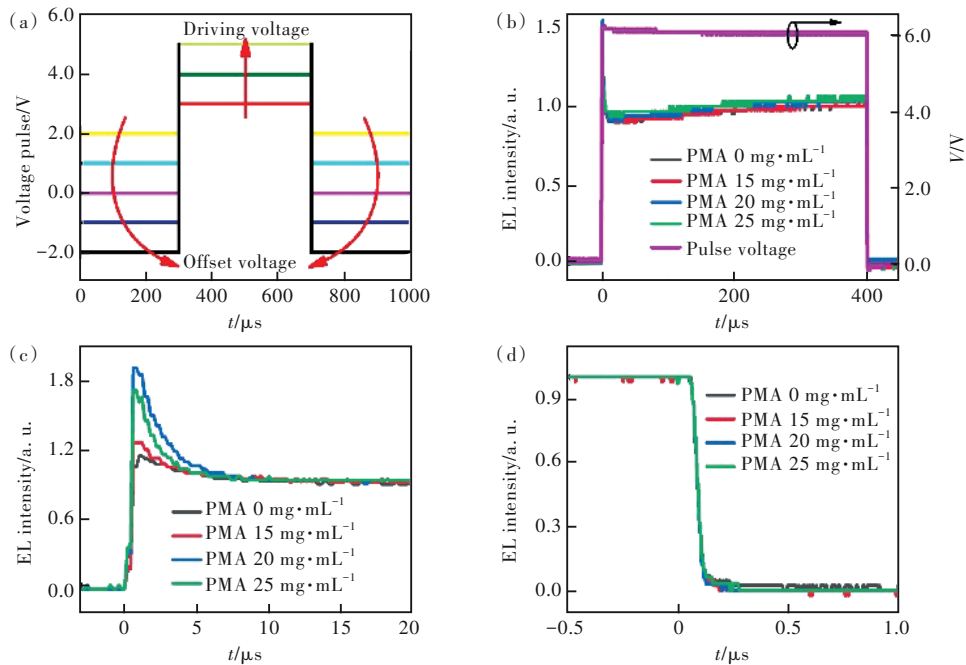 (a)
6.0
4.0
2.0
0.0
−2.0
Voltage pulse/V
Driving voltage
Offset voltage
0 200 400 600 800 1000
t/μs
(b)
1.5
1.0
0.5
0.0
EL intensity/a. u.
PMA 0 mg·mL⁻¹
PMA 15 mg·mL⁻¹
PMA 20 mg·mL⁻¹
PMA 25 mg·mL⁻¹
Pulse voltage
6.0
4.0
2.0
0.0
V/V
0 200 400
t/μs
(c)
1.8
1.2
0.6
0.0
EL intensity/a. u.
PMA 0 mg·mL⁻¹
PMA 15 mg·mL⁻¹
PMA 20 mg·mL⁻¹
PMA 25 mg·mL⁻¹
0 5 10 15 20
t/μs
(d)
0.9
0.6
0.3
0.0
EL intensity/a. u.
PMA 0 mg·mL⁻¹
PMA 15 mg·mL⁻¹
PMA 20 mg·mL⁻¹
PMA 25 mg·mL⁻¹
−0.5 0 0.5 1.0
t/μs